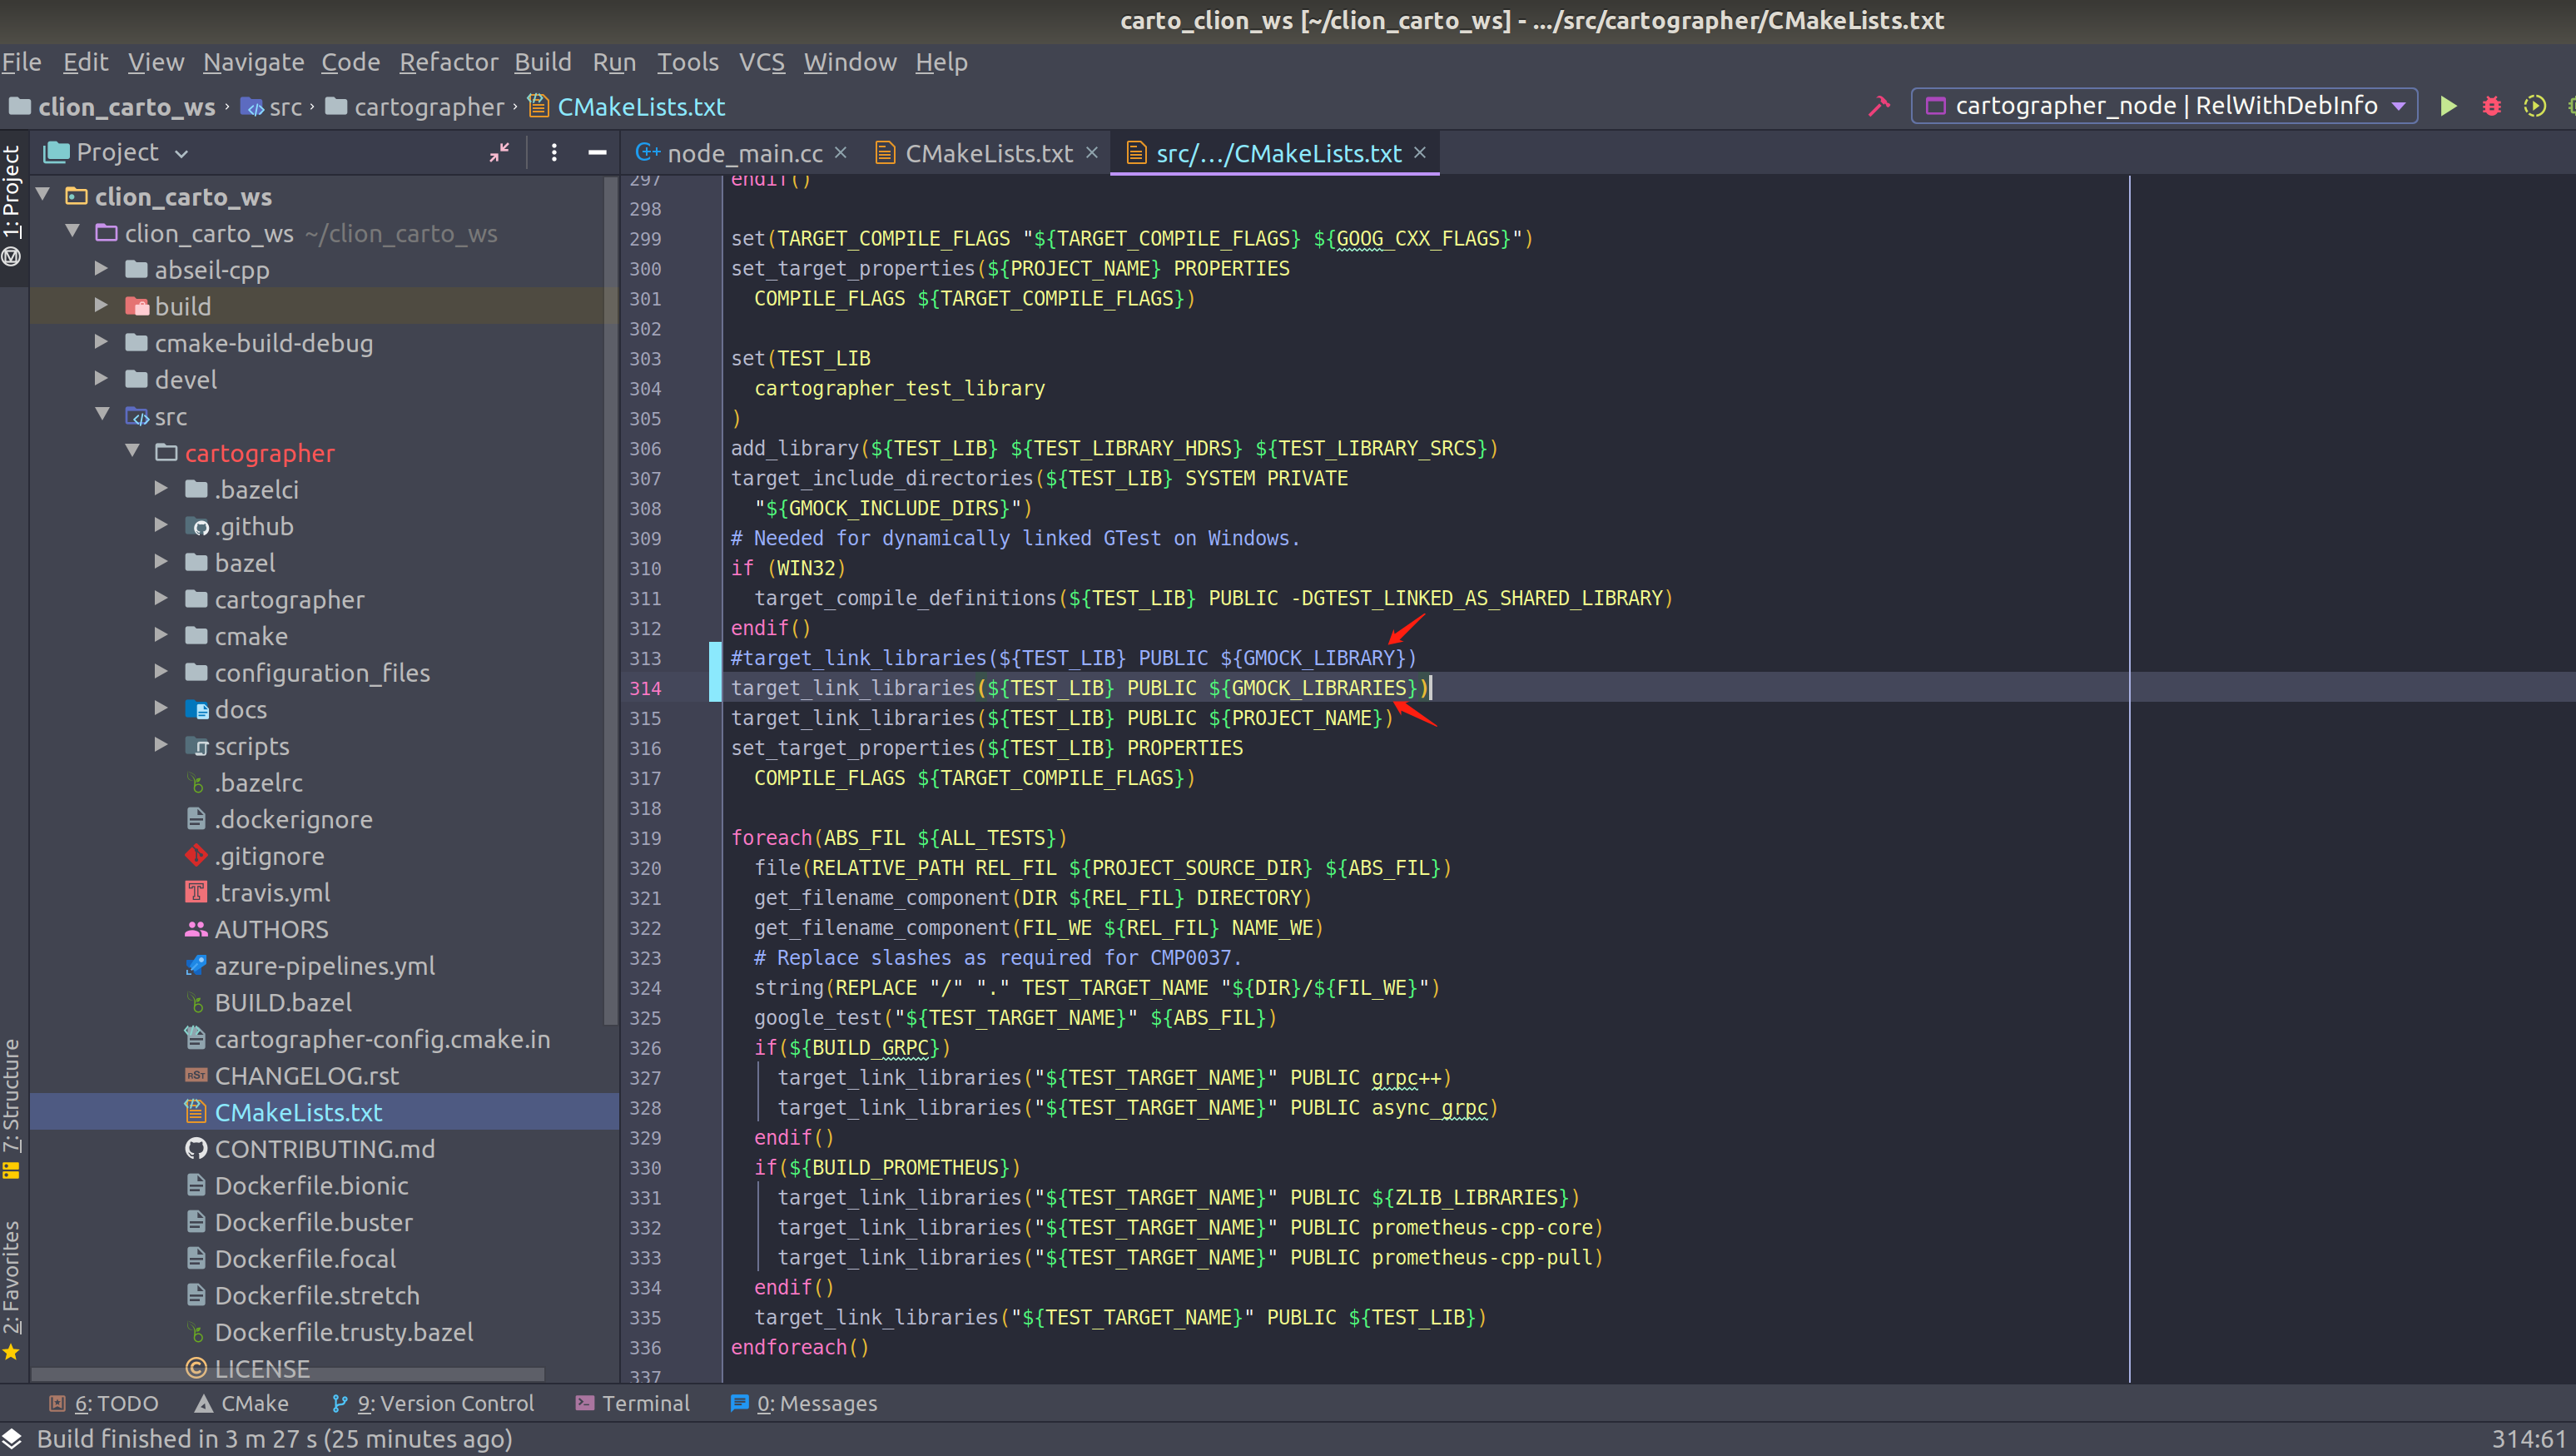 carto_clion_ws [~/clion_carto_ws] - .../src/cartographer/CMakeLists.txt
File Edit View Navigate Code Refactor Build Run Tools VCS Window Help
clion_carto_ws › src › cartographer › CMakeLists.txt
cartographer_node | RelWithDebInfo
Project
node_main.cc ×
CMakeLists.txt ×
src/.../CMakeLists.txt ×
1: Project
7: Structure
2: Favorites
clion_carto_ws
clion_carto_ws ~/clion_carto_ws
abseil-cpp
build
cmake-build-debug
devel
src
cartographer
.bazelci
.github
bazel
cartographer
cmake
configuration_files
docs
scripts
.bazelrc
.dockerignore
.gitignore
.travis.yml
AUTHORS
azure-pipelines.yml
BUILD.bazel
cartographer-config.cmake.in
CHANGELOG.rst
CMakeLists.txt
CONTRIBUTING.md
Dockerfile.bionic
Dockerfile.buster
Dockerfile.focal
Dockerfile.stretch
Dockerfile.trusty.bazel
LICENSE
297 endif()
298
299 set(TARGET_COMPILE_FLAGS "${TARGET_COMPILE_FLAGS} ${GOOG_CXX_FLAGS}")
300 set_target_properties(${PROJECT_NAME} PROPERTIES
301   COMPILE_FLAGS ${TARGET_COMPILE_FLAGS})
302
303 set(TEST_LIB
304   cartographer_test_library
305 )
306 add_library(${TEST_LIB} ${TEST_LIBRARY_HDRS} ${TEST_LIBRARY_SRCS})
307 target_include_directories(${TEST_LIB} SYSTEM PRIVATE
308   "${GMOCK_INCLUDE_DIRS}")
309 # Needed for dynamically linked GTest on Windows.
310 if (WIN32)
311   target_compile_definitions(${TEST_LIB} PUBLIC -DGTEST_LINKED_AS_SHARED_LIBRARY)
312 endif()
313 #target_link_libraries(${TEST_LIB} PUBLIC ${GMOCK_LIBRARY})
314 target_link_libraries(${TEST_LIB} PUBLIC ${GMOCK_LIBRARIES})
315 target_link_libraries(${TEST_LIB} PUBLIC ${PROJECT_NAME})
316 set_target_properties(${TEST_LIB} PROPERTIES
317   COMPILE_FLAGS ${TARGET_COMPILE_FLAGS})
318
319 foreach(ABS_FIL ${ALL_TESTS})
320   file(RELATIVE_PATH REL_FIL ${PROJECT_SOURCE_DIR} ${ABS_FIL})
321   get_filename_component(DIR ${REL_FIL} DIRECTORY)
322   get_filename_component(FIL_WE ${REL_FIL} NAME_WE)
323   # Replace slashes as required for CMP0037.
324   string(REPLACE "/" "." TEST_TARGET_NAME "${DIR}/${FIL_WE}")
325   google_test("${TEST_TARGET_NAME}" ${ABS_FIL})
326   if(${BUILD_GRPC})
327     target_link_libraries("${TEST_TARGET_NAME}" PUBLIC grpc++)
328     target_link_libraries("${TEST_TARGET_NAME}" PUBLIC async_grpc)
329   endif()
330   if(${BUILD_PROMETHEUS})
331     target_link_libraries("${TEST_TARGET_NAME}" PUBLIC ${ZLIB_LIBRARIES})
332     target_link_libraries("${TEST_TARGET_NAME}" PUBLIC prometheus-cpp-core)
333     target_link_libraries("${TEST_TARGET_NAME}" PUBLIC prometheus-cpp-pull)
334   endif()
335   target_link_libraries("${TEST_TARGET_NAME}" PUBLIC ${TEST_LIB})
336 endforeach()
337
6: TODO CMake 9: Version Control Terminal 0: Messages
Build finished in 3 m 27 s (25 minutes ago)
314:61